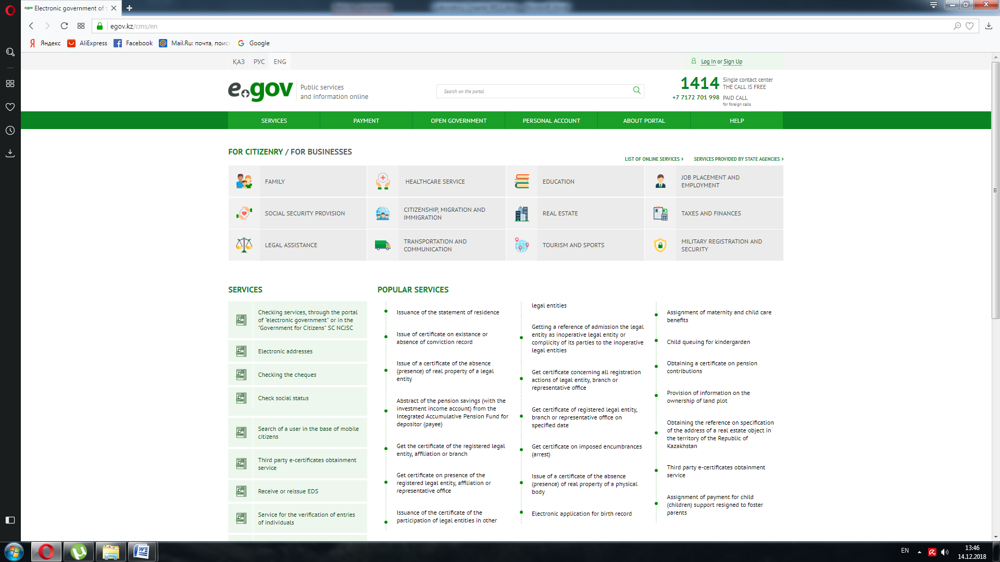 egov Electronic government of
egov.kz/cms/en
Яндекс AliExpress Facebook Mail.Ru: почта, поиск Google
ҚАЗ РУС ENG
Log In or Sign Up
e.gov
Public services
and information online
Search on the portal
1414 Single contact center
THE CALL IS FREE
+7 7172 701 998 PAID CALL
for foreign calls
SERVICES PAYMENT OPEN GOVERNMENT PERSONAL ACCOUNT ABOUT PORTAL HELP
FOR CITIZENRY / FOR BUSINESSES
LIST OF ONLINE SERVICES › SERVICES PROVIDED BY STATE AGENCIES ›
FAMILY
HEALTHCARE SERVICE
EDUCATION
JOB PLACEMENT AND
EMPLOYMENT
SOCIAL SECURITY PROVISION
CITIZENSHIP, MIGRATION AND
IMMIGRATION
REAL ESTATE
TAXES AND FINANCES
LEGAL ASSISTANCE
TRANSPORTATION AND
COMMUNICATION
TOURISM AND SPORTS
MILITARY REGISTRATION AND
SECURITY
SERVICES
Checking services, through the portal
of "electronic government" or in the
"Government for Citizens" SC NCJSC
Electronic addresses
Checking the cheques
Check social status
Search of a user in the base of mobile
citizens
Third party e-certificates obtainment
service
Receive or reissue EDS
Service for the verification of entries
of individuals
POPULAR SERVICES
Issuance of the statement of residence
Issue of certificate on existance or
absence of conviction record
Issue of a certificate of the absence
(presence) of real property of a legal
entity
Abstract of the pension savings (with the
investment income account) from the
Integrated Accumulative Pension Fund for
depositor (payee)
Get the certificate of the registered legal
entity, affiliation or branch
Get certificate on presence of the
registered legal entity, affiliation or
representative office
Issuance of the certificate of the
participation of legal entities in other
legal entities
Getting a reference of admission the legal
entity as inoperative legal entity or
complicity of its parties to the inoperative
legal entities
Get certificate concerning all registration
actions of legal entity, branch or
representative office
Get certificate of registered legal entity,
branch or representative office on
specified date
Get certificate on imposed encumbrances
(arrest)
Issue of a certificate of the absence
(presence) of real property of a physical
body
Electronic application for birth record
Assignment of maternity and child care
benefits
Child queuing for kindergarden
Obtaining a certificate on pension
contributions
Provision of information on the
ownership of land plot
Obtaining the reference on specification
of the address of a real estate object in
the territory of the Republic of
Kazakhstan
Third party e-certificates obtainment
service
Assignment of payment for child
(children) support resigned to foster
parents
EN
13:46
14.12.2018